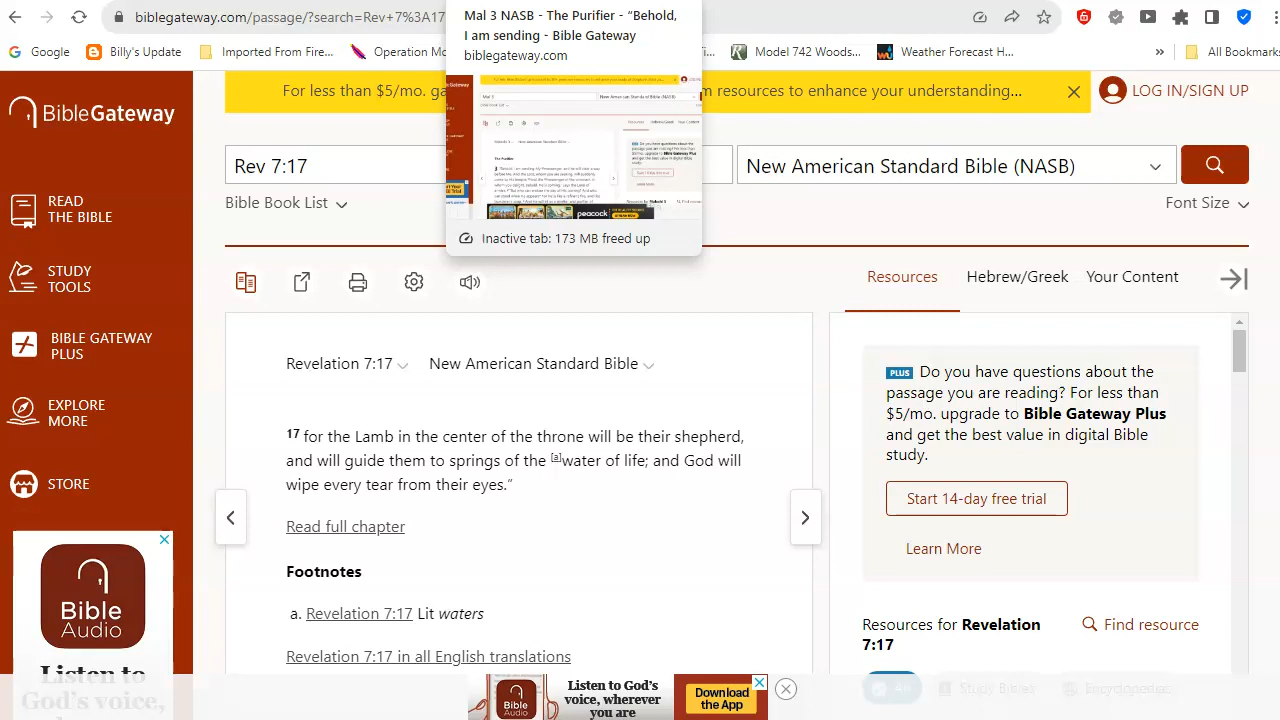 biblegateway.com/passage/?search=Rev+7%3A17
Mal 3 NASB - The Purifier - “Behold,
I am sending - Bible Gateway
biblegateway.com
Google
Billy's Update
Imported From Firef...
Operation Mo
Model 742 Woods...
Weather Forecast H...
»
All Bookmarks
For less than $5/mo. ga
m resources to enhance your understanding...
LOG IN/SIGN UP
BibleGateway
New American Standard Bible (NASB)
Bible Book List
Font Size
Inactive tab: 173 MB freed up
READ
THE BIBLE
STUDY
TOOLS
BIBLE GATEWAY
PLUS
EXPLORE
MORE
STORE
Resources
Hebrew/Greek
Your Content
Revelation 7:17
New American Standard Bible
17 for the Lamb in the center of the throne will be their shepherd,
and will guide them to springs of the [a]water of life; and God will
wipe every tear from their eyes.”
Read full chapter
Footnotes
a. Revelation 7:17 Lit waters
Revelation 7:17 in all English translations
PLUS Do you have questions about the
passage you are reading? For less than
$5/mo. upgrade to Bible Gateway Plus
and get the best value in digital Bible
study.
Start 14-day free trial
Learn More
Resources for Revelation
7:17
Find resource
All
Study Bibles
Encyclopedias
Bible
Audio
Listen to
God's voice,
Bible
Audio
Listen to God's
voice, wherever
you are
Download
the App
peacock